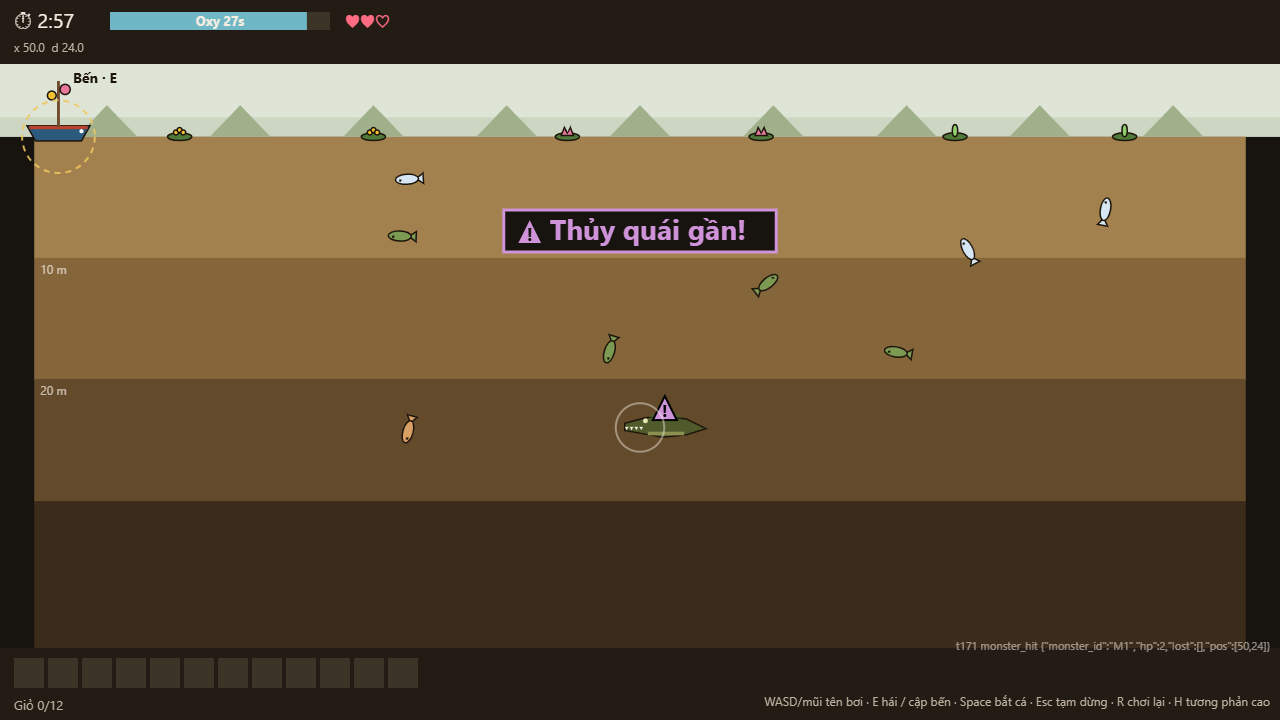 ⏱ 2:57
Oxy 27s
x 50.0 d 24.0
Bến · E
⚠ Thủy quái gần!
10 m
20 m
t171 monster_hit {"monster_id":"M1","hp":2,"lost":[],"pos":[50,24]}
Giỏ 0/12
WASD/mũi tên bơi · E hái / cập bến · Space bắt cá · Esc tạm dừng · R chơi lại · H tương phản cao